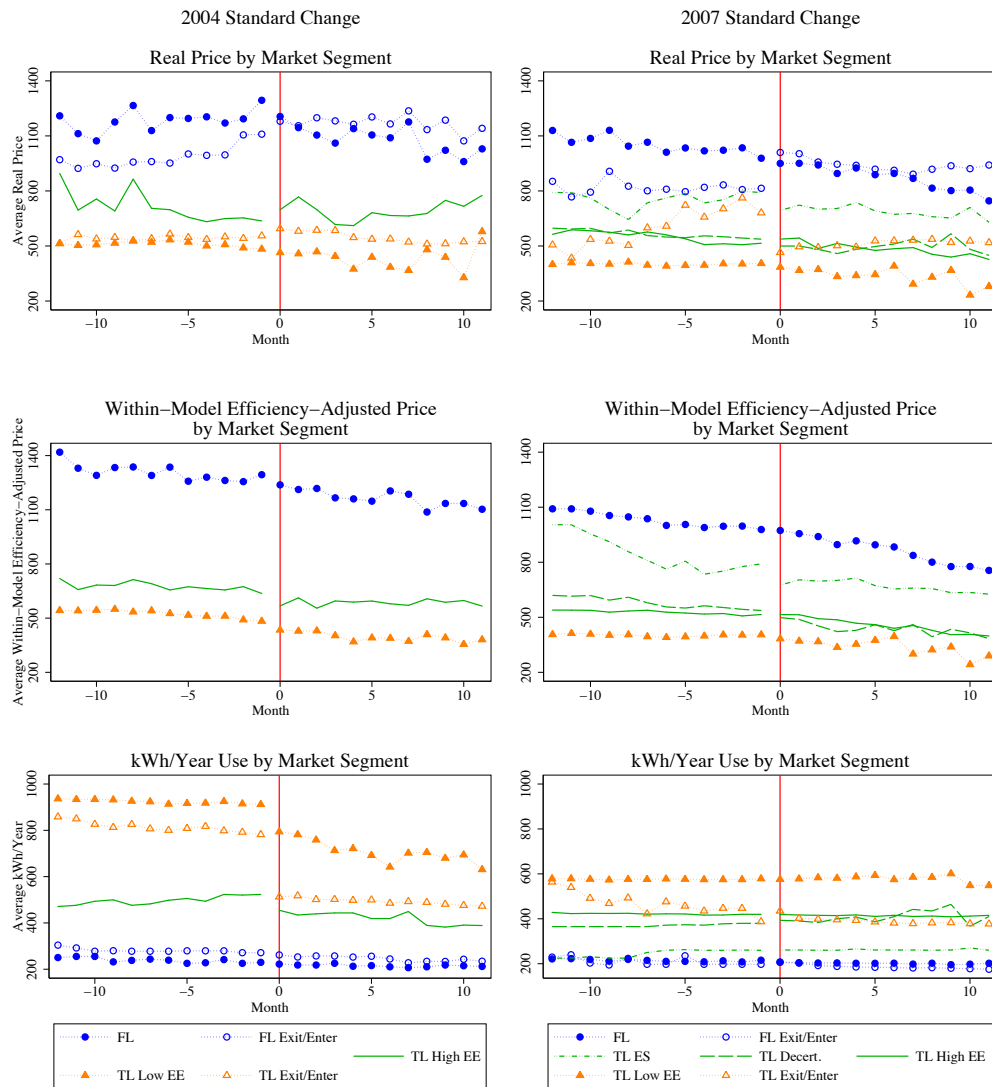 2004 Standard Change
2007 Standard Change
Real Price by Market Segment
Average Real Price
1400
1100
800
500
200
−10
−5
0
5
10
Month
Real Price by Market Segment
1400
1100
800
500
200
−10
−5
0
5
10
Month
Within−Model Efficiency−Adjusted Price
by Market Segment
Average Within−Model Efficiency−Adjusted Price
1400
1100
800
500
200
−10
−5
0
5
10
Month
Within−Model Efficiency−Adjusted Price
by Market Segment
1400
1100
800
500
200
−10
−5
0
5
10
Month
kWh/Year Use by Market Segment
Average kWh/Year
1000
800
600
400
200
−10
−5
0
5
10
Month
kWh/Year Use by Market Segment
1000
800
600
400
200
−10
−5
0
5
10
Month
FL
FL Exit/Enter
TL High EE
TL Low EE
TL Exit/Enter
FL
FL Exit/Enter
TL ES
TL Decert.
TL High EE
TL Low EE
TL Exit/Enter